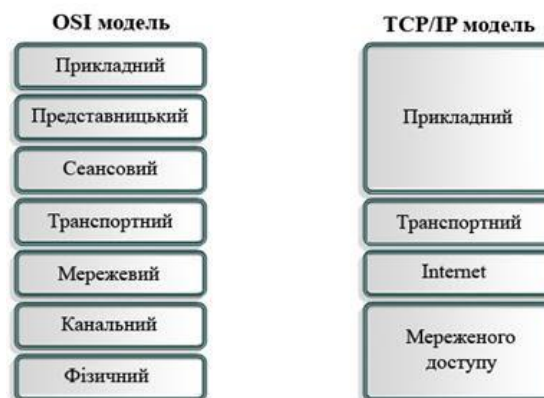 OSI модель
Прикладний
Представницький
Сеансовий
Транспортний
Мережевий
Канальний
Фізичний
TCP/IP модель
Прикладний
Транспортний
Internet
Мереженого
доступу